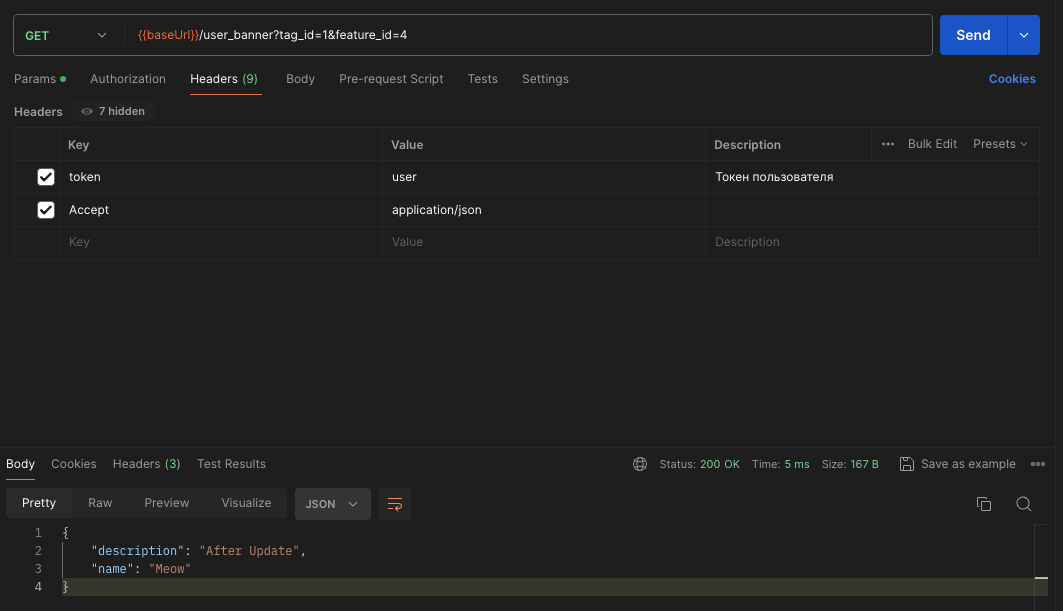 GET {{baseUrl}}/user_banner?tag_id=1&feature_id=4 Send
Params Authorization Headers (9) Body Pre-request Script Tests Settings Cookies
Headers 7 hidden
Key Value Description ••• Bulk Edit Presets
token user Токен пользователя
Accept application/json
Key Value Description
Body Cookies Headers (3) Test Results Status: 200 OK Time: 5 ms Size: 167 B Save as example
Pretty Raw Preview Visualize JSON
1 {
2 "description": "After Update",
3 "name": "Meow"
4 }